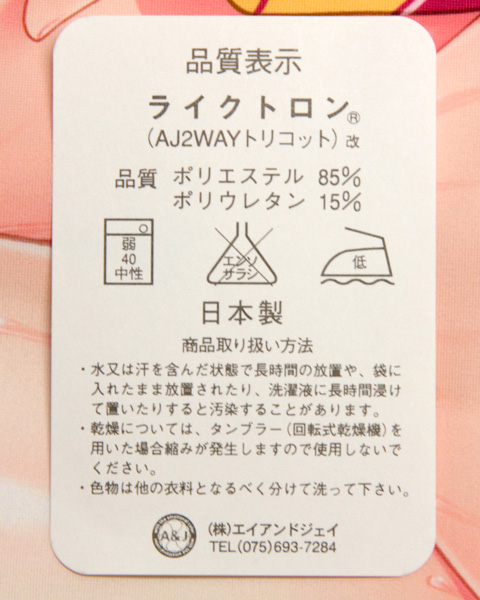 品質表示
ライクトロン®
（AJ2WAYトリコット）改
品質 ポリエステル 85％
ポリウレタン 15％
弱
40
中性
エンソ
サラシ
低
日本製
商品取り扱い方法
・水又は汗を含んだ状態で長時間の放置や、袋に
入れたまま放置されたり、洗濯液に長時間浸け
て置いたりすると汚染することがあります。
・乾燥については、タンブラー（回転式乾燥機）を
用いた場合縮みが発生しますので使用しないで
ください。
・色物は他の衣料となるべく分けて洗って下さい。
A&J
（株）エイアンドジェイ
TEL（075）693-7284